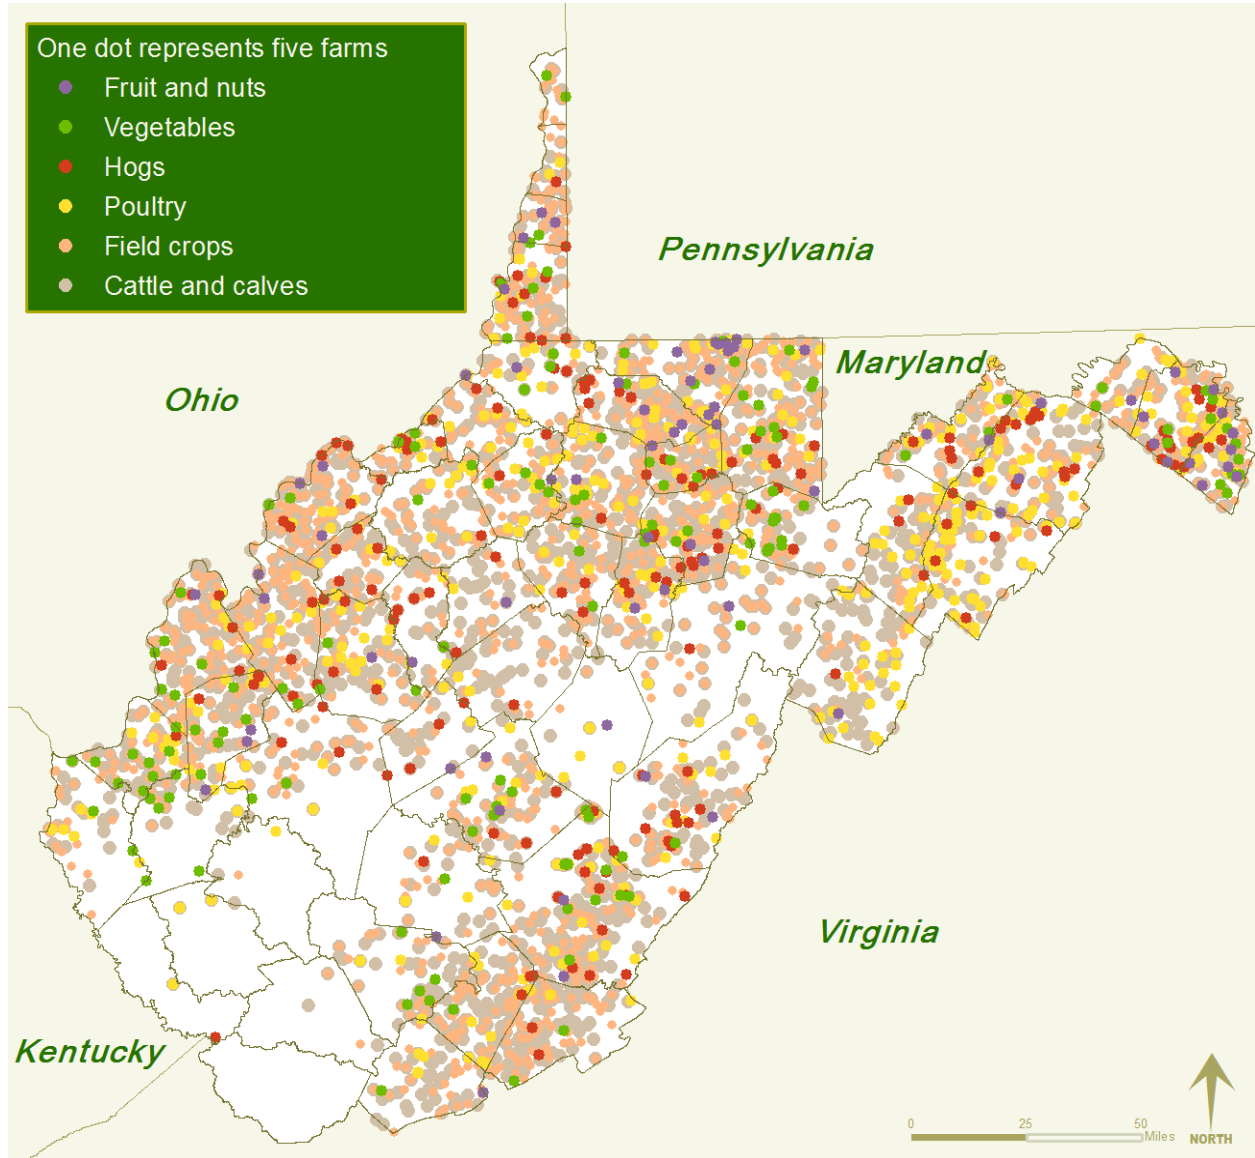 One dot represents five farms
Fruit and nuts
Vegetables
Hogs
Poultry
Field crops
Cattle and calves
Pennsylvania
Maryland
Ohio
Virginia
Kentucky
0 25 50
Miles
NORTH